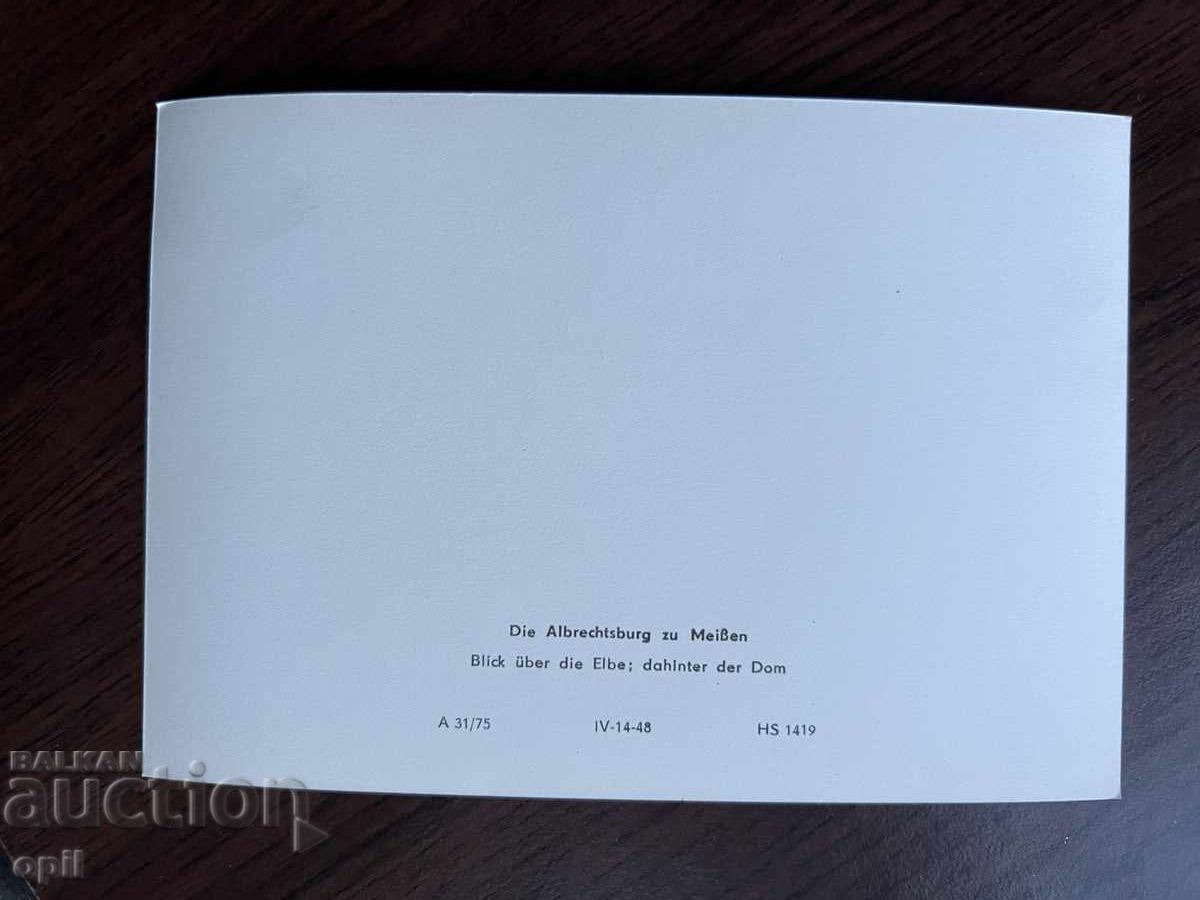 Die Albrechtsburg zu Meißen
Blick über die Elbe; dahinter der Dom
A 31/75 IV-14-48 HS 1419
BALKAN
auction
opil